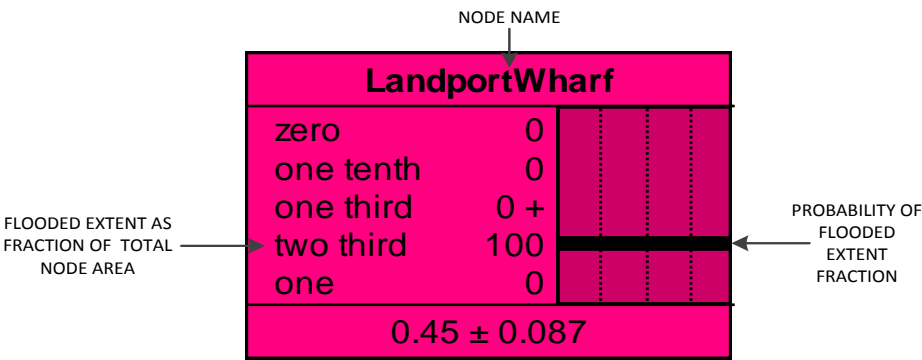 NODE NAME
LandportWharf
zero 0
one tenth 0
one third 0 +
two third 100
one 0
0.45 ± 0.087
FLOODED EXTENT AS
FRACTION OF TOTAL
NODE AREA
PROBABILITY OF
FLOODED
EXTENT
FRACTION